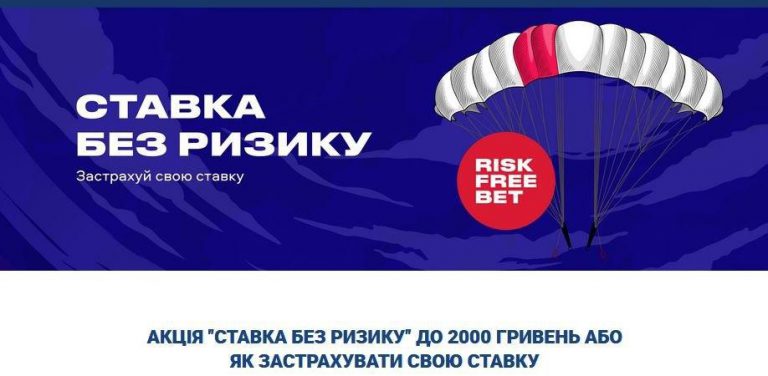 СТАВКА
БЕЗ РИЗИКУ
Застрахуй свою ставку
RISK
FREE
BET
АКЦІЯ "СТАВКА БЕЗ РИЗИКУ" ДО 2000 ГРИВЕНЬ АБО
ЯК ЗАСТРАХУВАТИ СВОЮ СТАВКУ